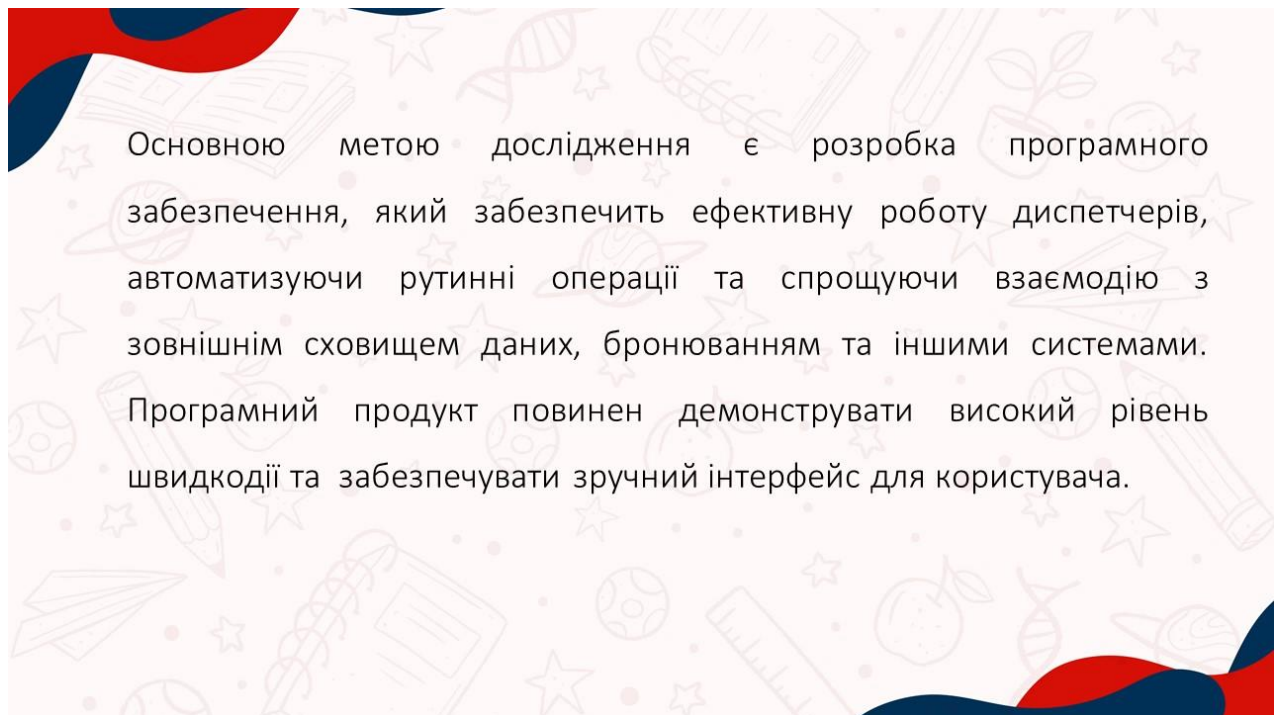 Основною метою дослідження є розробка програмного
забезпечення, який забезпечить ефективну роботу диспетчерів,
автоматизуючи рутинні операції та спрощуючи взаємодію з
зовнішнім сховищем даних, бронюванням та іншими системами.
Програмний продукт повинен демонструвати високий рівень
швидкодії та забезпечувати зручний інтерфейс для користувача.